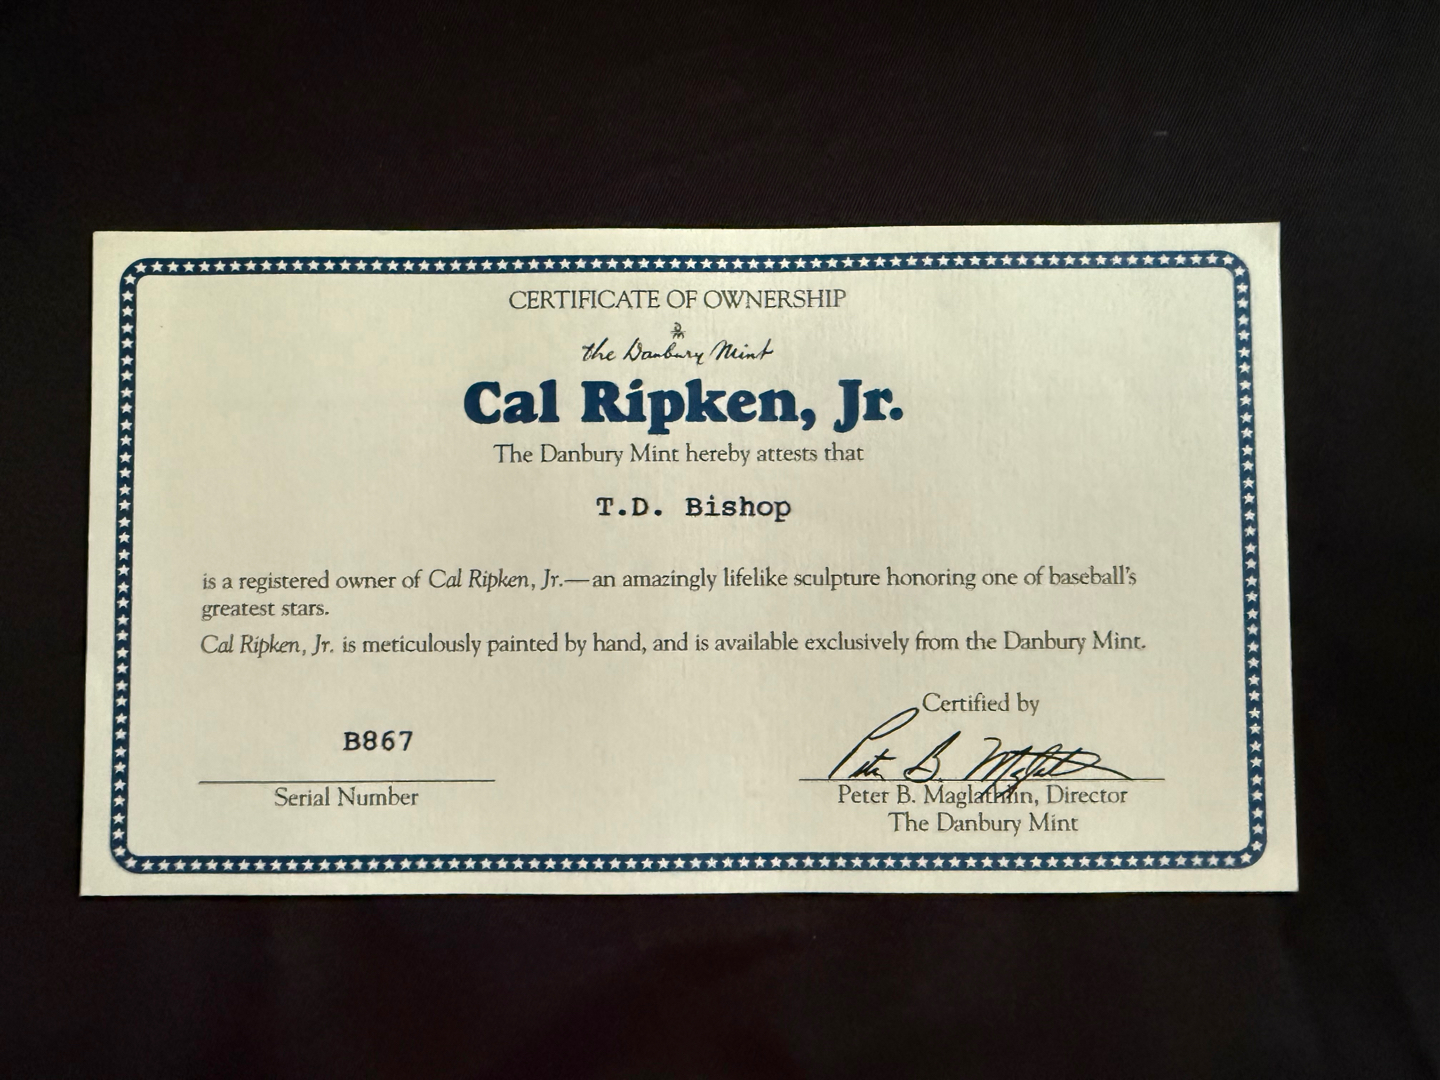 CERTIFICATE OF OWNERSHIP
the Danbury Mint
Cal Ripken, Jr.
The Danbury Mint hereby attests that
T.D. Bishop
is a registered owner of Cal Ripken, Jr.—an amazingly lifelike sculpture honoring one of baseball's
greatest stars.
Cal Ripken, Jr. is meticulously painted by hand, and is available exclusively from the Danbury Mint.
Certified by
B867
Peter B. Maglathlin
Serial Number
Peter B. Maglathlin, Director
The Danbury Mint